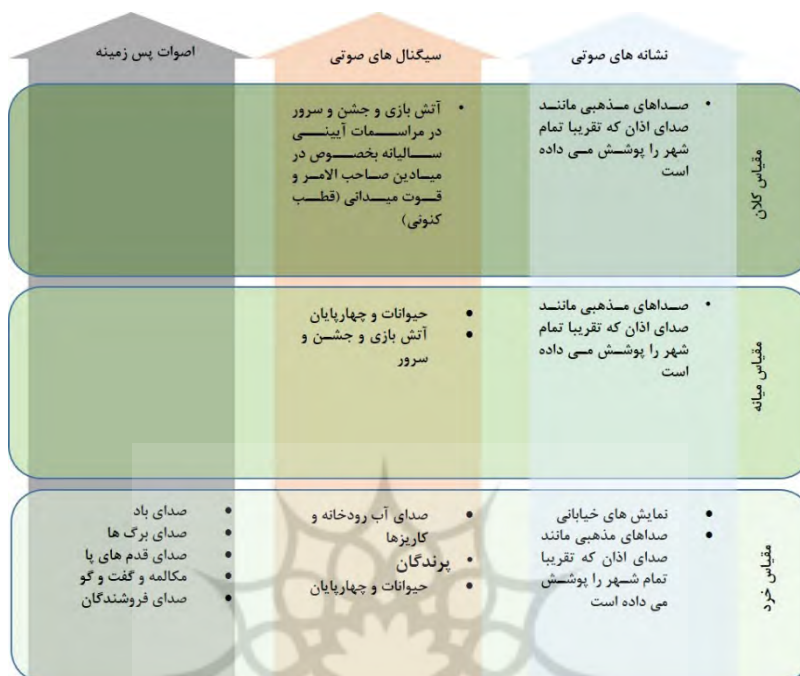 نشانه های صوتی
سیگنال های صوتی
اصوات پس زمینه
مقیاس کلان
• صداهای مذهبی مانند
صدای اذان که تقریبا تمام
شهر را پوشش می داده
است
• آتش بازی و جشن و سرور
در مراسمات آیینی
سالیانه بخصوص در
میادین صاحب الامر و
قوت میدانی (قطب
کنونی)
مقیاس میانه
• صداهای مذهبی مانند
صدای اذان که تقریبا تمام
شهر را پوشش می داده
است
• حیوانات و چهارپایان
• آتش بازی و جشن و
سرور
مقیاس خرد
• نمایش های خیابانی
• صداهای مذهبی مانند
صدای اذان که تقریبا
تمام شهر را پوشش
می داده است
• صدای آب رودخانه و
کاریزها
• پرندگان
• حیوانات و چهارپایان
• صدای باد
• صدای برگ ها
• صدای قدم های پا
• مکالمه و گفت و گو
• صدای فروشندگان